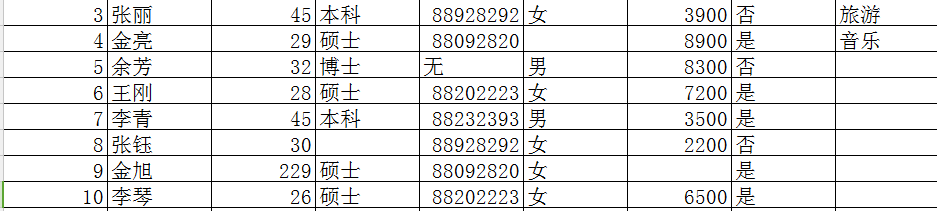 3 张丽 45 本科 88928292 女 3900 否 旅游
4 金亮 29 硕士 88092820 8900 是 音乐
5 余芳 32 博士 无 男 8300 否
6 王刚 28 硕士 88202223 女 7200 是
7 李青 45 本科 88232393 男 3500 是
8 张钰 30 88928292 女 2200 否
9 金旭 229 硕士 88092820 女 是
10 李琴 26 硕士 88202223 女 6500 是